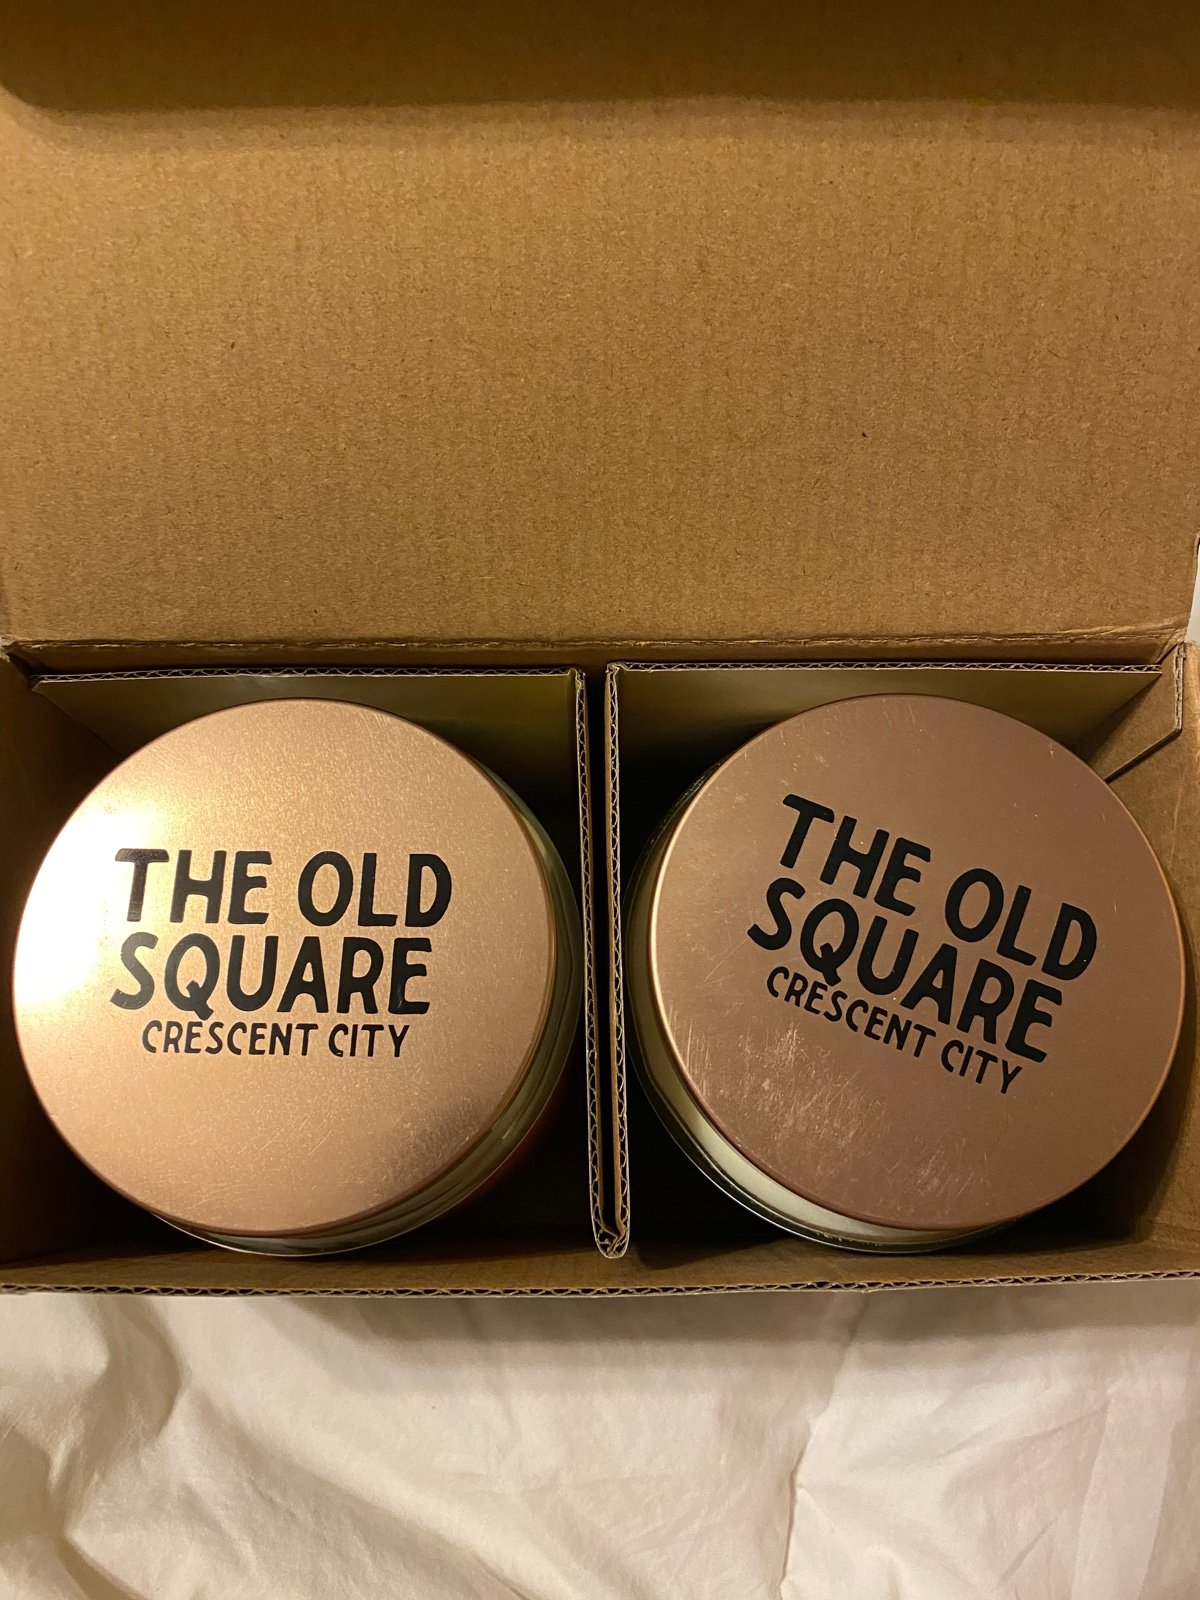 THE OLD
SQUARE
CRESCENT CITY
THE OLD
SQUARE
CRESCENT CITY